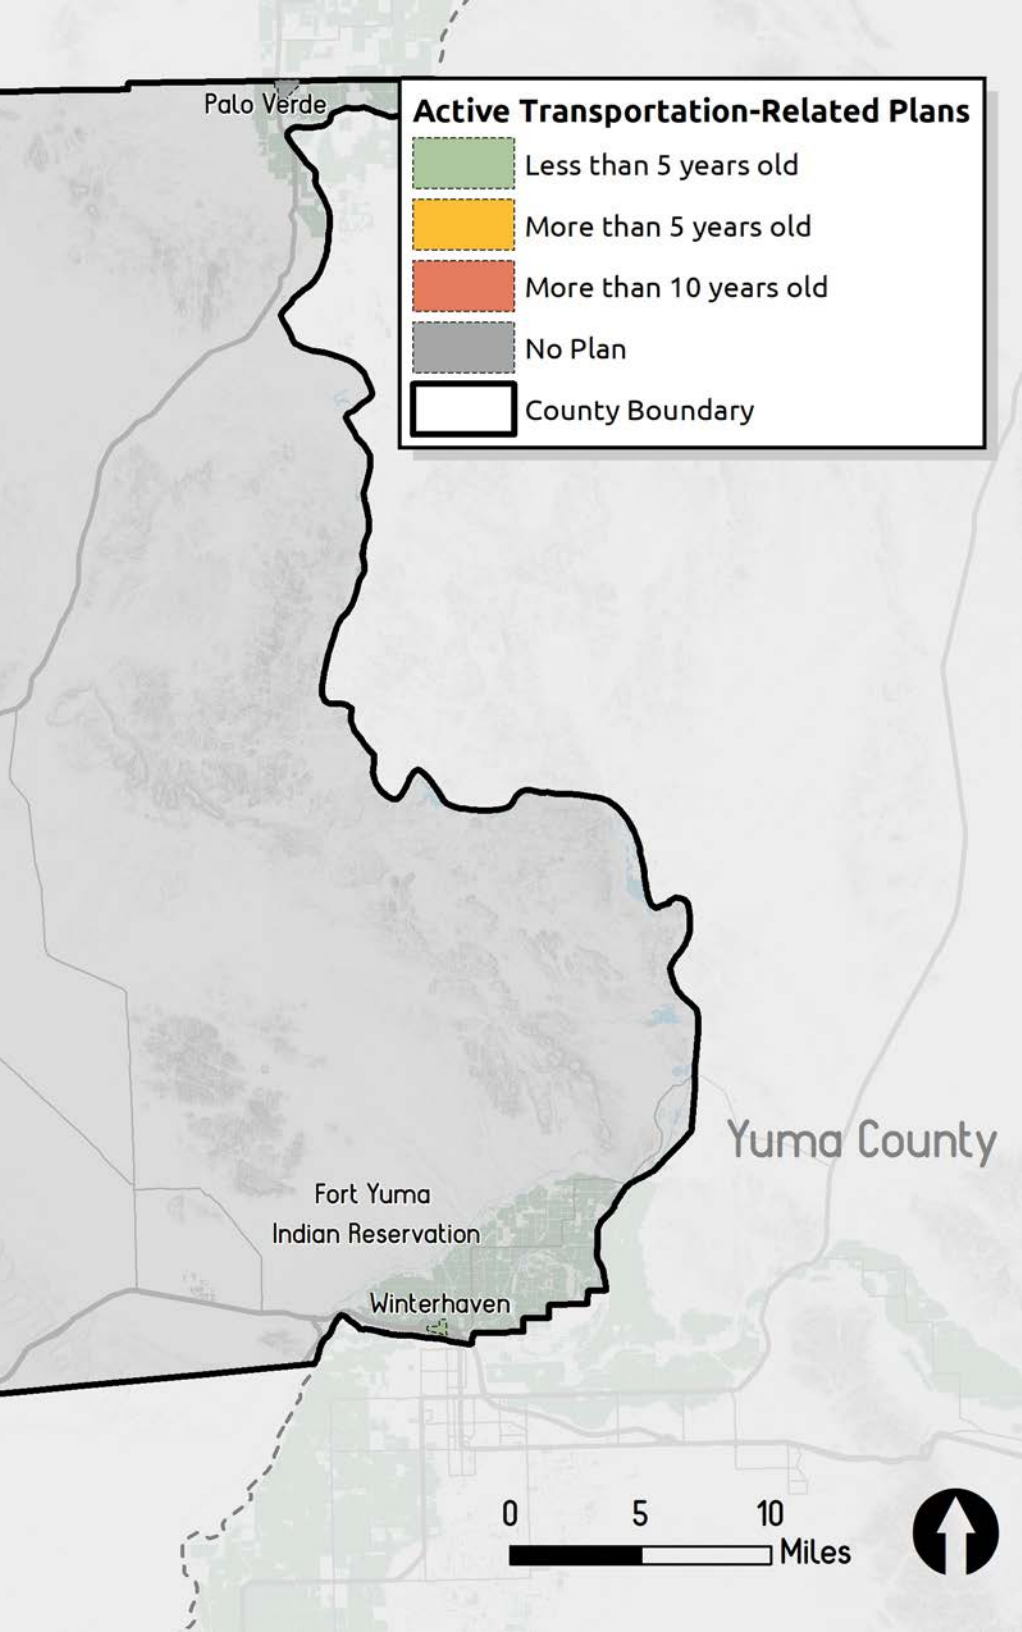 Palo Verde
Active Transportation-Related Plans
Less than 5 years old
More than 5 years old
More than 10 years old
No Plan
County Boundary
Yuma County
Fort Yuma
Indian Reservation
Winterhaven
0 5 10
Miles